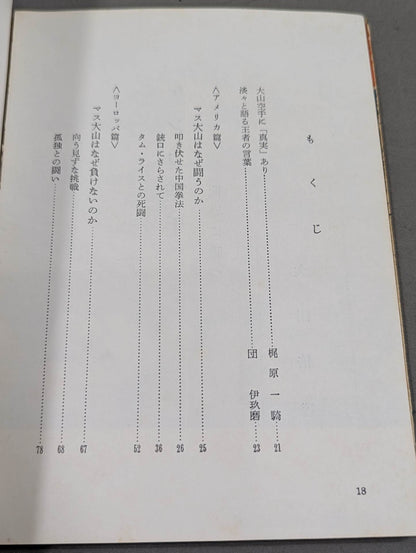 もくじ
大山空手に「真実」あり……梶原一騎 21
淡々と語る王者の言葉……団伊玖磨 23
〈アメリカ篇〉
マス大山はなぜ闘うのか……25
叩き伏せた中国拳法……26
銃口にさらされて……36
タム・ライスとの死闘……52
〈ヨーロッパ篇〉
マス大山はなぜ負けないのか……67
向う見ずな挑戦……68
孤独との闘い……78
18